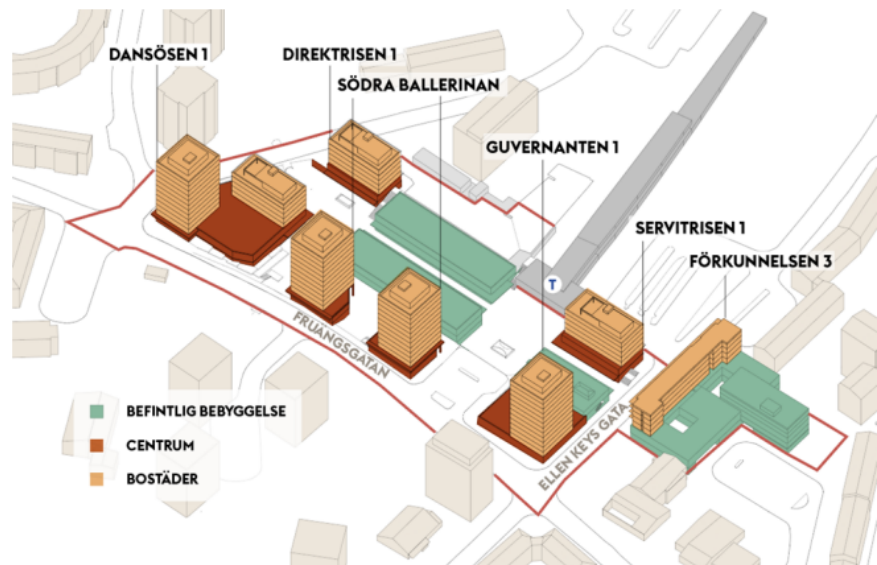 DANSÖSEN 1
DIREKTRISEN 1
SÖDRA BALLERINAN
GUVERNANTEN 1
SERVITRISEN 1
FÖRKUNNELSEN 3
T
FRUÄNGSGATAN
ELLEN KEYS GATA
BEFINTLIG BEBYGGELSE
CENTRUM
BOSTÄDER